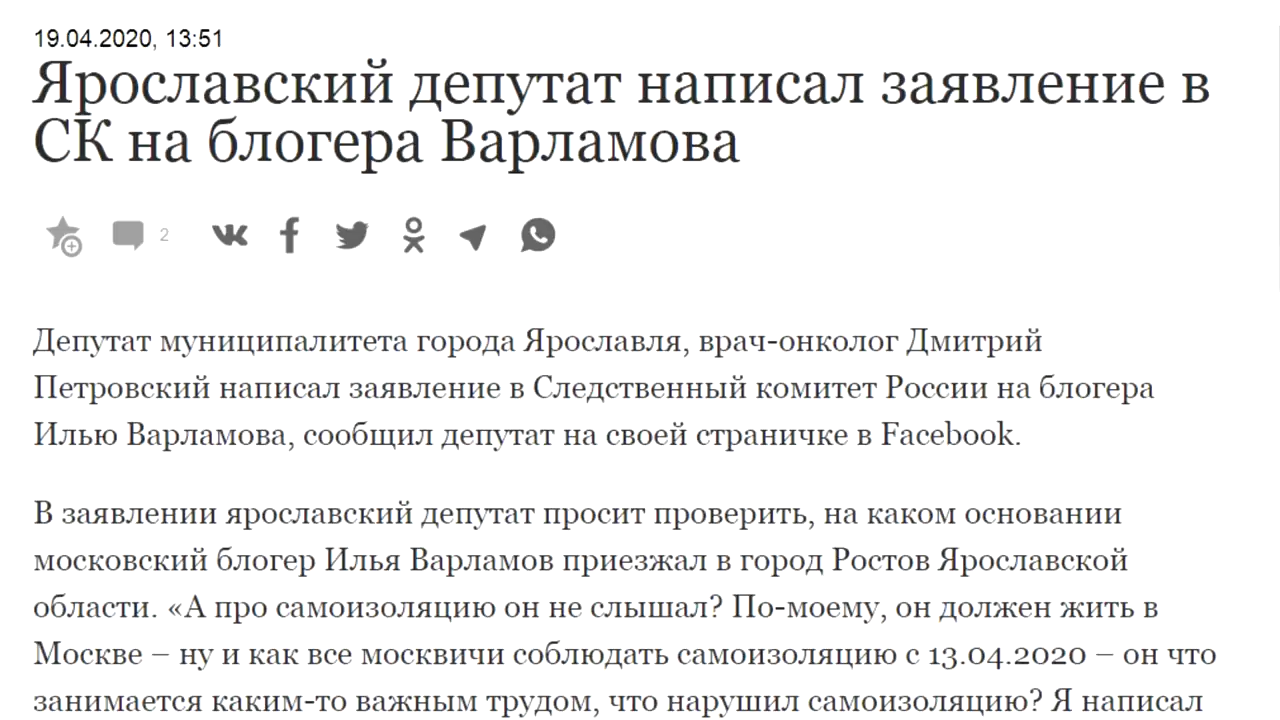 19.04.2020, 13:51
Ярославский депутат написал заявление в
СК на блогера Варламова
2
Депутат муниципалитета города Ярославля, врач-онколог Дмитрий
Петровский написал заявление в Следственный комитет России на блогера
Илью Варламова, сообщил депутат на своей страничке в Facebook.
В заявлении ярославский депутат просит проверить, на каком основании
московский блогер Илья Варламов приезжал в город Ростов Ярославской
области. «А про самоизоляцию он не слышал? По-моему, он должен жить в
Москве – ну и как все москвичи соблюдать самоизоляцию с 13.04.2020 – он что
занимается каким-то важным трудом, что нарушил самоизоляцию? Я написал